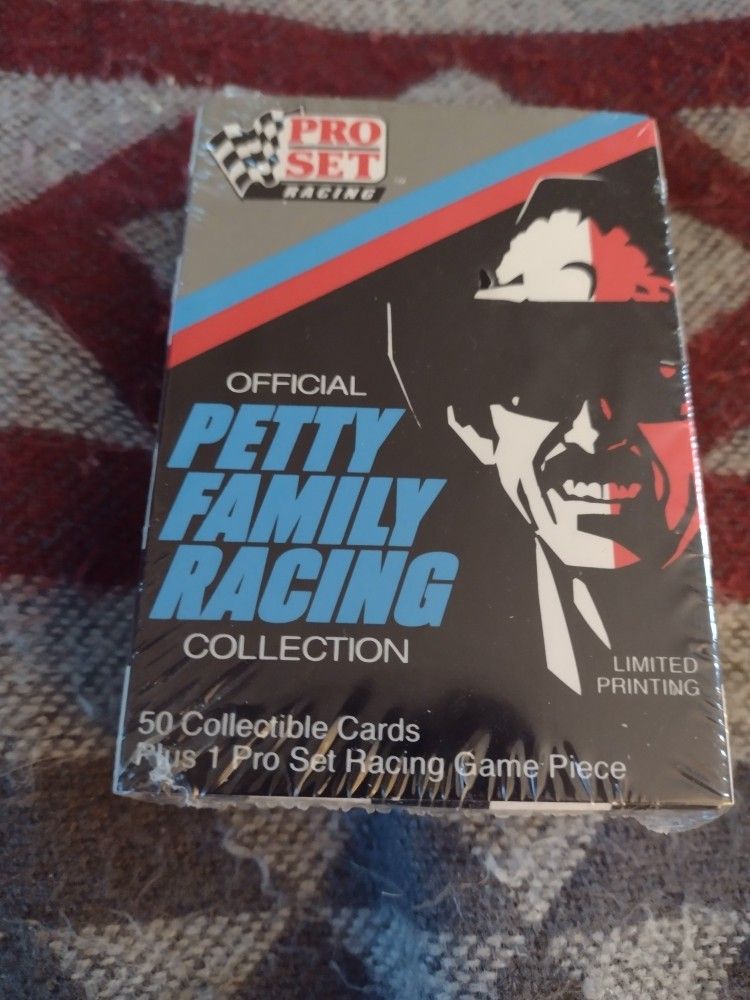 PRO
SET
RACING
OFFICIAL
PETTY
FAMILY
RACING
COLLECTION
LIMITED
PRINTING
50 Collectible Cards
Plus 1 Pro Set Racing Game Piece